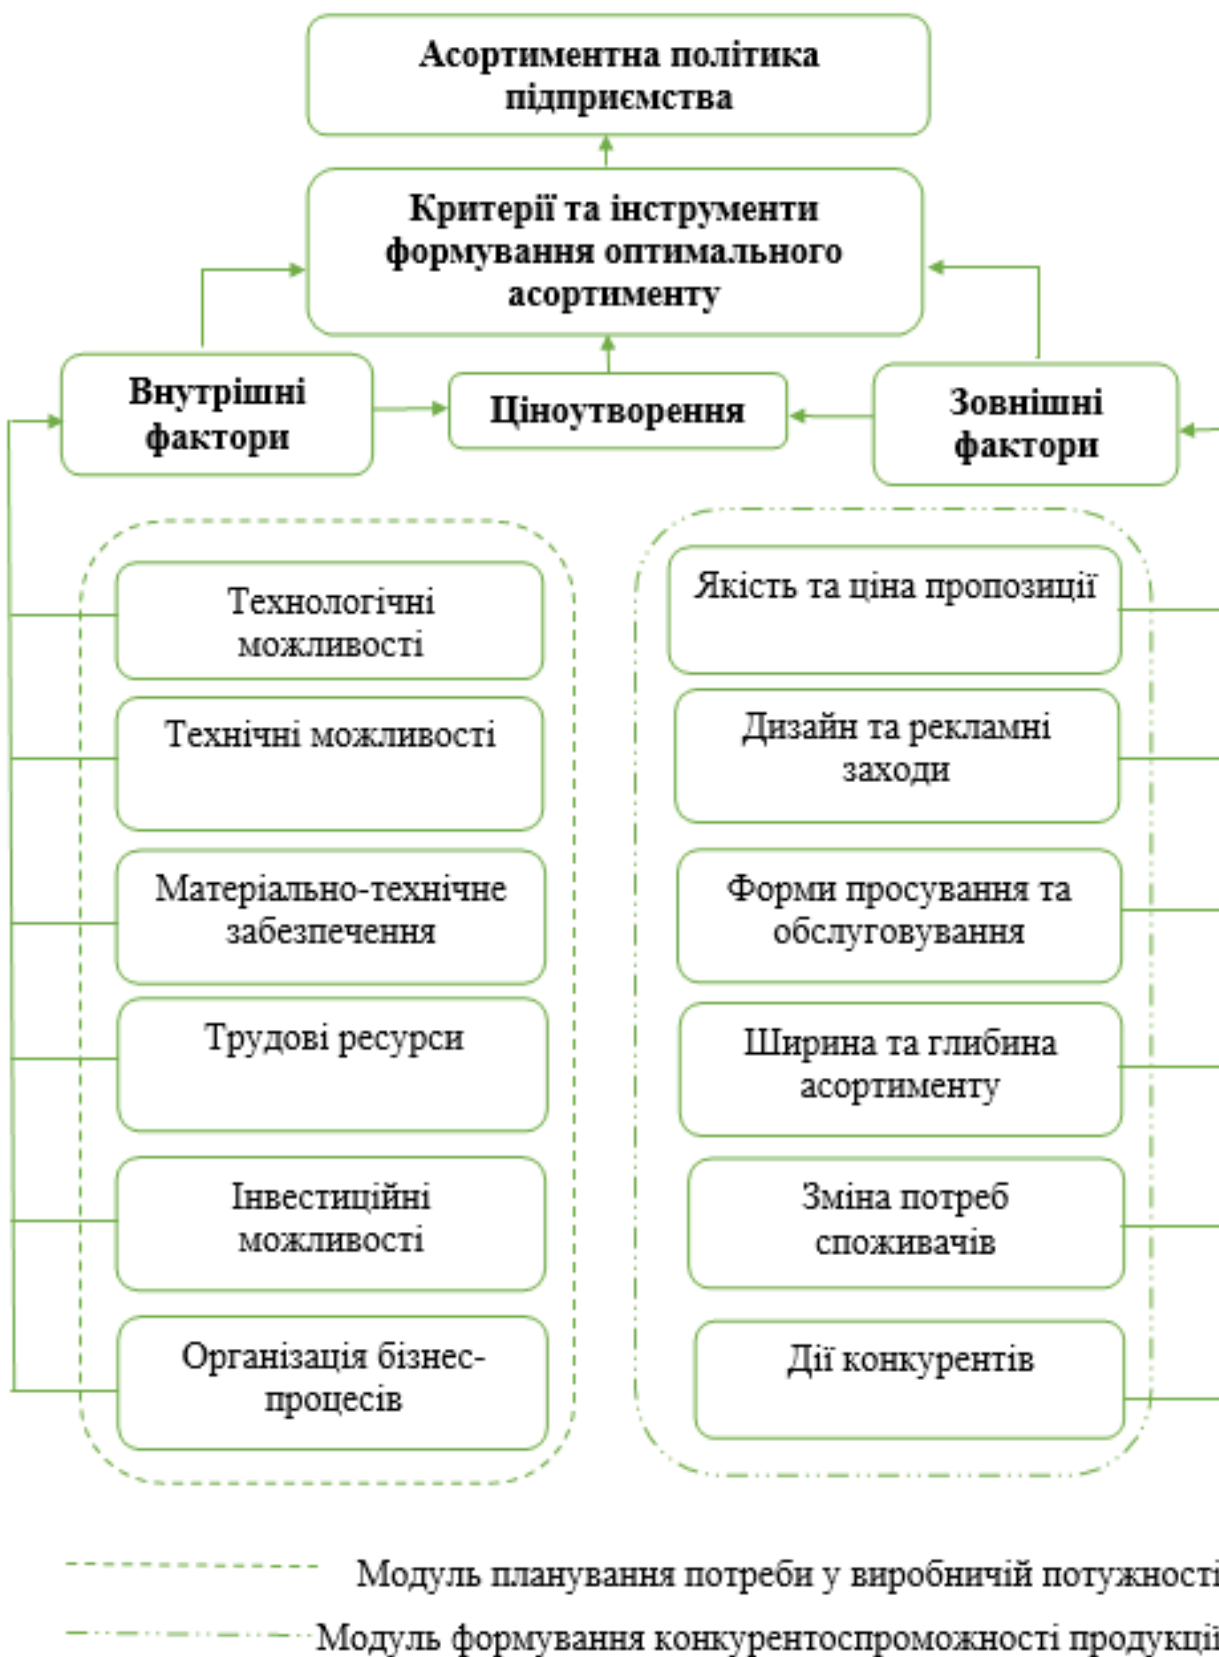 Асортиментна політика
підприємства
Критерії та інструменти
формування оптимального
асортименту
Внутрішні
фактори
Ціноутворення
Зовнішні
фактори
Технологічні
можливості
Технічні можливості
Матеріально-технічне
забезпечення
Трудові ресурси
Інвестиційні
можливості
Організація бізнес-
процесів
Якість та ціна пропозиції
Дизайн та рекламні
заходи
Форми просування та
обслуговування
Ширина та глибина
асортименту
Зміна потреб
споживачів
Дії конкурентів
Модуль планування потреби у виробничій потужності
Модуль формування конкурентоспроможності продукції